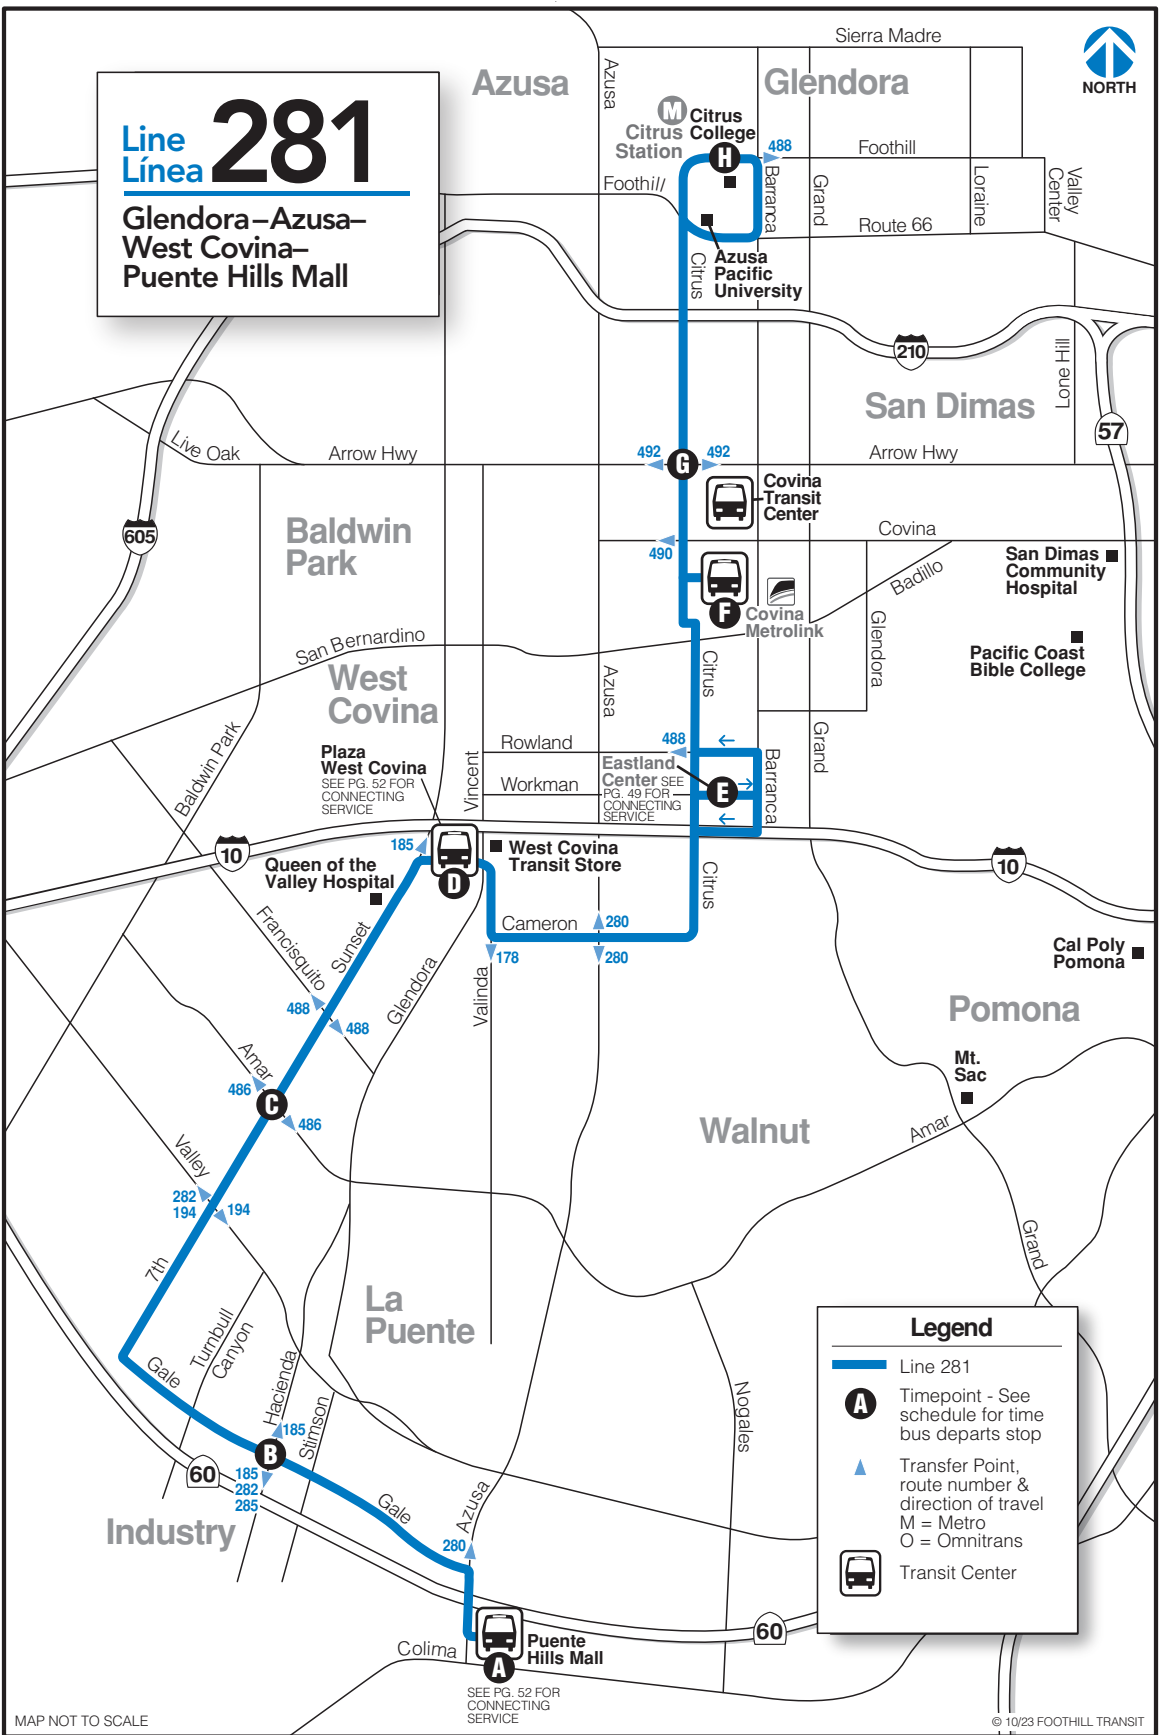 Sierra Madre
Azusa
Azusa
Glendora
NORTH
Line
Línea
281
Glendora–Azusa–
West Covina–
Puente Hills Mall
M
Citrus
Station
Citrus
College
H
488
Foothill
Foothill
Barranca
Grand
Loraine
Valley
Center
Route 66
Azusa
Pacific
University
Citrus
210
Lone Hill
San Dimas
57
Live Oak
Arrow Hwy
492
G
492
Arrow Hwy
Covina
Transit
Center
605
Baldwin
Park
490
Covina
San Dimas
Community
Hospital
Badillo
F
Covina
Metrolink
Glendora
Pacific Coast
Bible College
San Bernardino
West
Covina
Azusa
Citrus
Grand
Baldwin Park
Plaza
West Covina
SEE PG. 52 FOR
CONNECTING
SERVICE
Vincent
Rowland
488
←
Workman
Eastland
Center SEE
PG. 49 FOR
CONNECTING
SERVICE
E
→
←
Barranca
10
185
D
West Covina
Transit Store
10
Queen of the
Valley Hospital
Citrus
Francisquito
Sunset
Cameron
280
280
178
Cal Poly
Pomona
Glendora
Valinda
488
488
Pomona
Amar
486
C
486
Mt.
Sac
Walnut
Amar
Valley
282
194
194
7th
Grand
La
Puente
Turnbull
Canyon
Gale
Hacienda
Stimson
185
B
185
282
285
60
Gale
Azusa
Nogales
Industry
280
Legend
Line 281
A
Timepoint - See
schedule for time
bus departs stop
Transfer Point,
route number &
direction of travel
M = Metro
O = Omnitrans
Transit Center
Colima
Puente
Hills Mall
A
60
SEE PG. 52 FOR
CONNECTING
SERVICE
MAP NOT TO SCALE
© 10/23 FOOTHILL TRANSIT